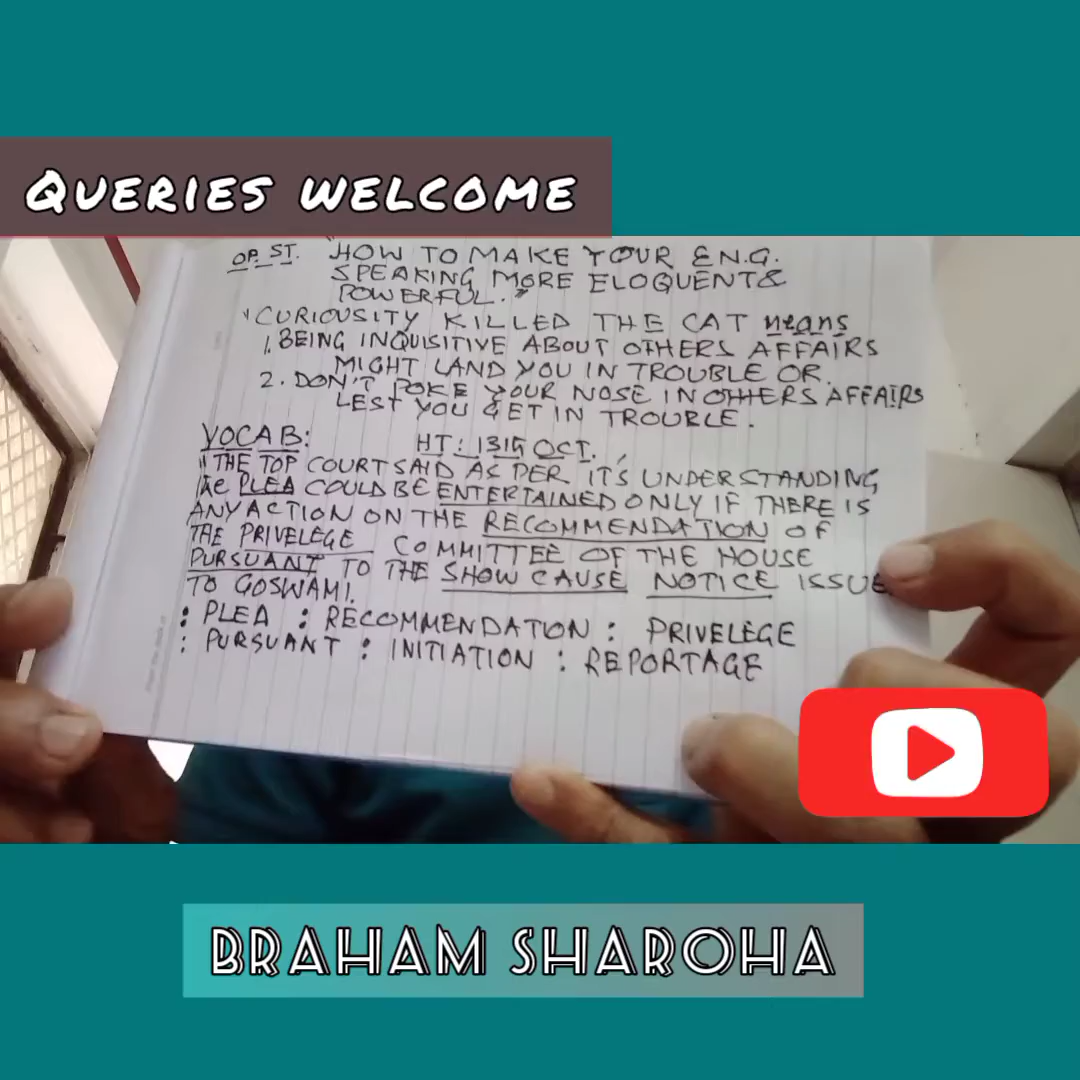 QUERIES WELCOME
OP. ST. "HOW TO MAKE YOUR ENG.
SPEAKING MORE ELOQUENT &
POWERFUL."
"CURIOUSITY KILLED THE CAT means
1. BEING INQUISITIVE ABOUT OTHERS AFFAIRS
MIGHT LAND YOU IN TROUBLE OR.
2. DON'T POKE YOUR NOSE IN OTHERS AFFAIRS
LEST YOU GET IN TROUBLE.
VOCAB: HT: 1315 OCT.
"THE TOP COURT SAID AS PER IT'S UNDERSTANDING
THE PLEA COULD BE ENTERTAINED ONLY IF THERE IS
ANY ACTION ON THE RECOMMENDATION OF
THE PRIVELEGE COMMITTEE OF THE HOUSE
PURSUANT TO THE SHOW CAUSE NOTICE ISSUE
TO GOSWAMI.
: PLEA : RECOMMENDATION : PRIVELEGE
: PURSUANT : INITIATION : REPORTAGE
BRAHAM SHAROHA